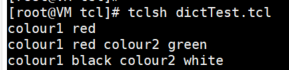 [root@VM tcl]# tclsh dictTest.tcl
colour1 red
colour1 red colour2 green
colour1 black colour2 white